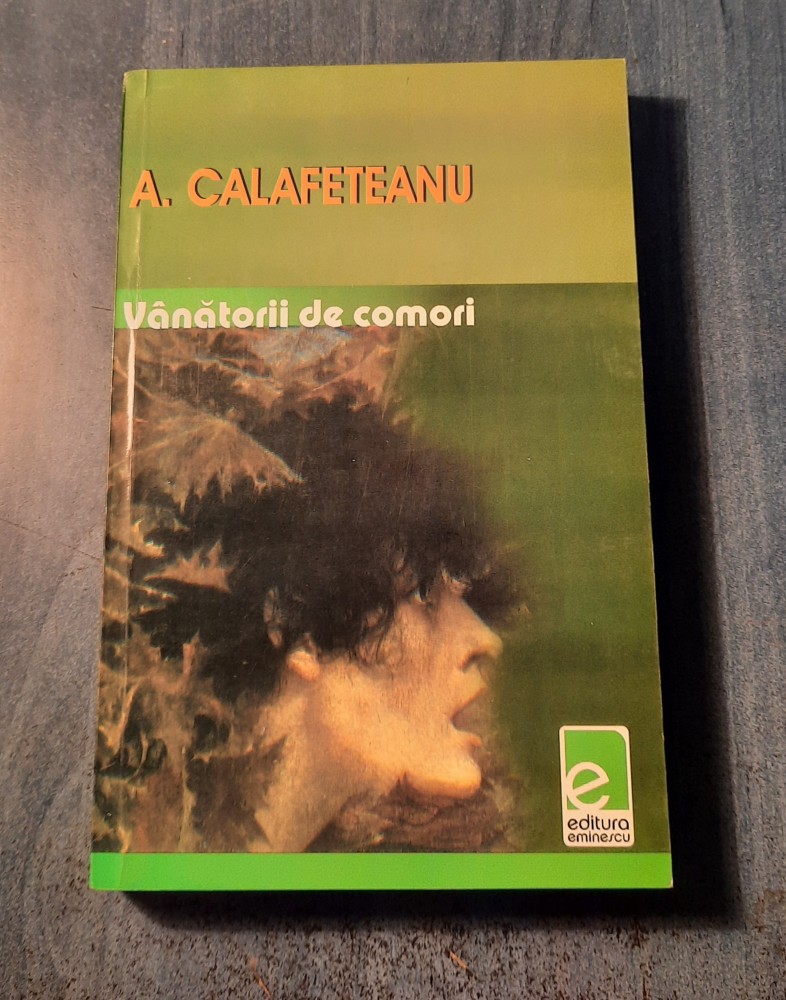 A. CALAFETEANU
Vânătorii de comori
e
editura
eminescu